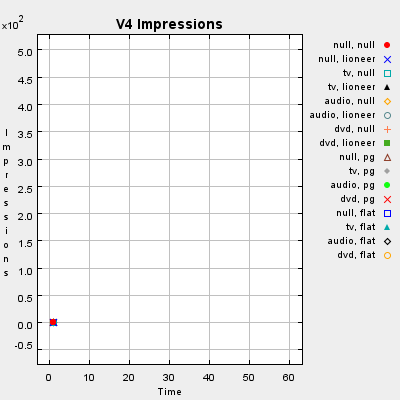 V4 Impressions
×10²
5.0
4.5
4.0
3.5
3.0
2.5
2.0
1.5
1.0
0.5
0.0
-0.5
Impressions
0 10 20 30 40 50 60
Time
null, null
null, lioneer
tv, null
tv, lioneer
audio, null
audio, lioneer
dvd, null
dvd, lioneer
null, pg
tv, pg
audio, pg
dvd, pg
null, flat
tv, flat
audio, flat
dvd, flat